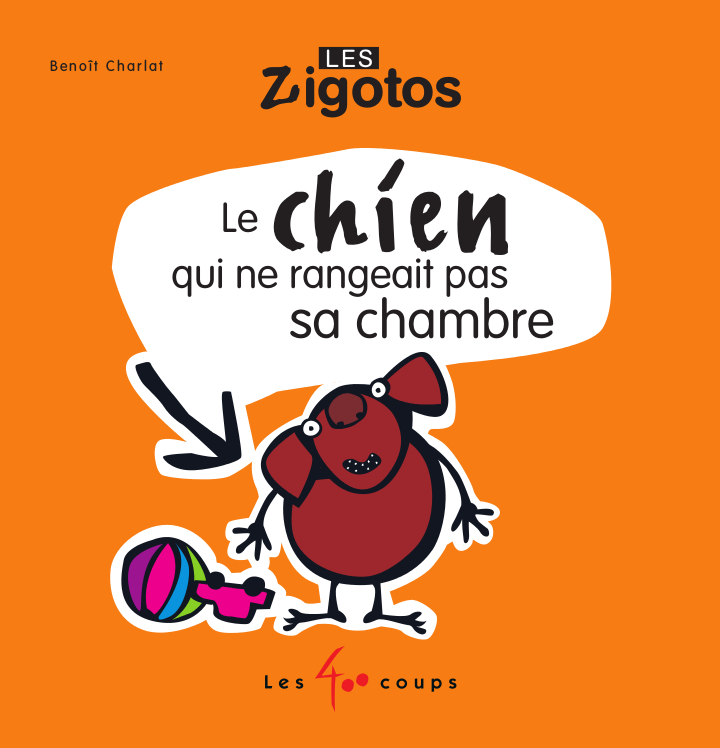 Benoît Charlat
LES
Zigotos
Le chien
qui ne rangeait pas
sa chambre
Les 400 coups